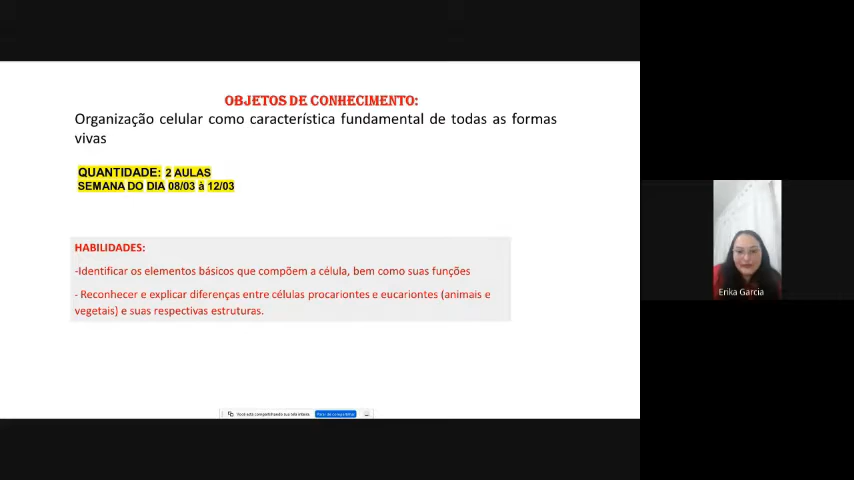 OBJETOS DE CONHECIMENTO:
Organização celular como característica fundamental de todas as formas
vivas
QUANTIDADE: 2 AULAS
SEMANA DO DIA 08/03 à 12/03
HABILIDADES:
-Identificar os elementos básicos que compõem a célula, bem como suas funções
- Reconhecer e explicar diferenças entre células procariontes e eucariontes (animais e
vegetais) e suas respectivas estruturas.
Erika Garcia
Você está compartilhando sua tela inteira
Parar de compartilhar